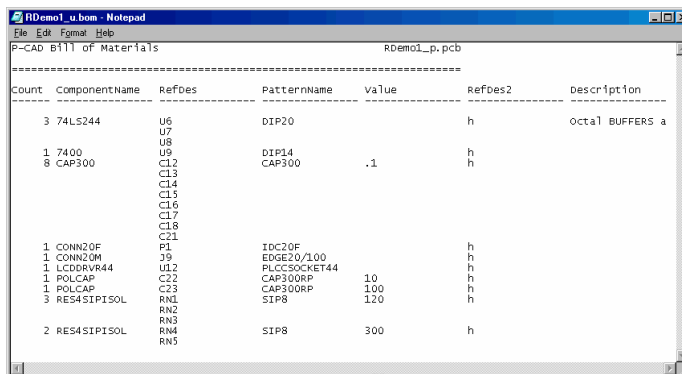 RDemo1_u.bom - Notepad
File Edit Format Help
P-CAD Bill of Materials RDemo1_p.pcb
======================================================================
Count ComponentName RefDes PatternName Value RefDes2 Description
------ --------------- --------------- --------------- --------------- --------------- ---------------
3 74LS244 U6 DIP20 h Octal BUFFERS a
U7
U8
1 7400 U9 DIP14 h
8 CAP300 C12 CAP300 .1 h
C13
C14
C15
C16
C17
C18
C21
1 CONN20F P1 IDC20F h
1 CONN20M J9 EDGE20/100 h
1 LCDDRVR44 U12 PLCCSOCKET44 h
1 POLCAP C22 CAP300RP 10 h
1 POLCAP C23 CAP300RP 100 h
3 RES4SIPISOL RN1 SIP8 120 h
RN2
RN3
2 RES4SIPISOL RN4 SIP8 300 h
RN5